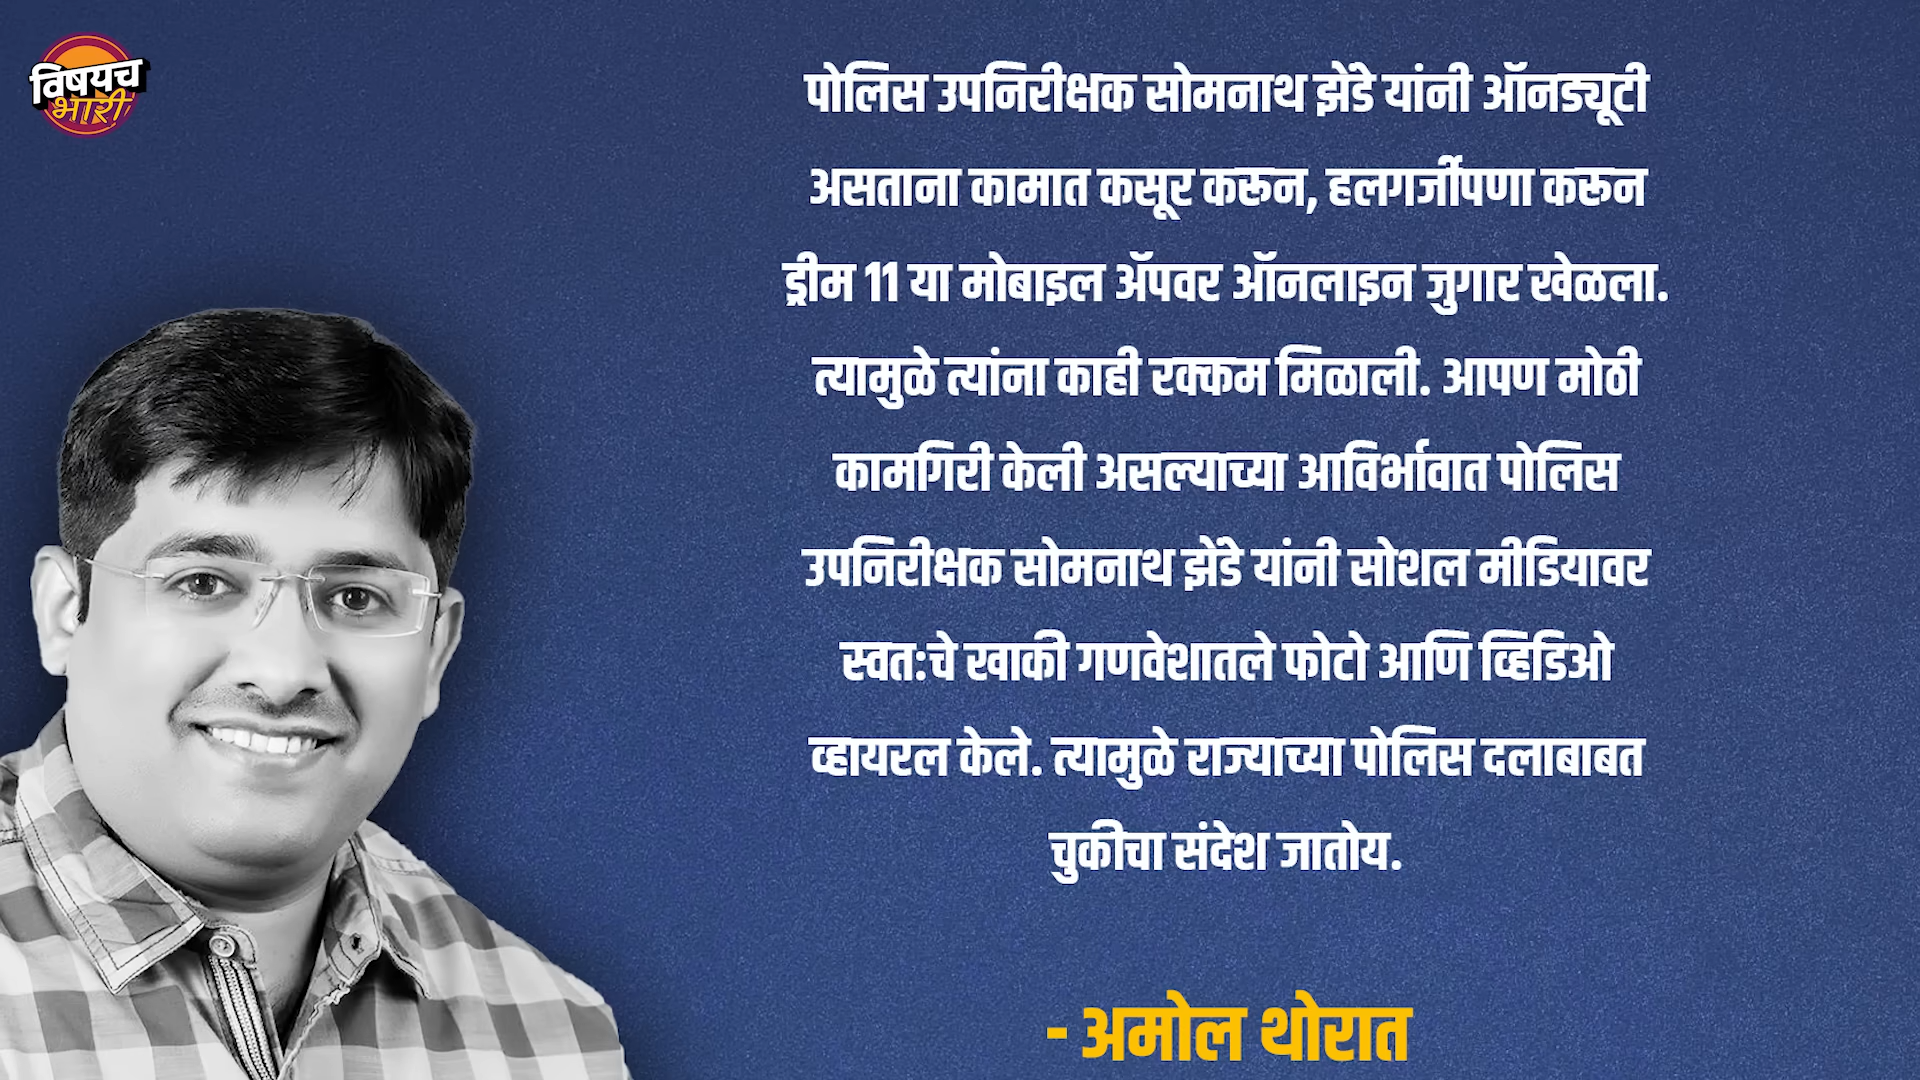 विषयच
भारी
पोलिस उपनिरीक्षक सोमनाथ झेंडे यांनी ऑनड्यूटी
असताना कामात कसूर करून, हलगर्जीपणा करून
ड्रीम 11 या मोबाइल ॲपवर ऑनलाइन जुगार खेळला.
त्यामुळे त्यांना काही रक्कम मिळाली. आपण मोठी
कामगिरी केली असल्याच्या आविर्भावात पोलिस
उपनिरीक्षक सोमनाथ झेंडे यांनी सोशल मीडियावर
स्वत:चे खाकी गणवेशातले फोटो आणि व्हिडिओ
व्हायरल केले. त्यामुळे राज्याच्या पोलिस दलाबाबत
चुकीचा संदेश जातोय.
- अमोल थोरात